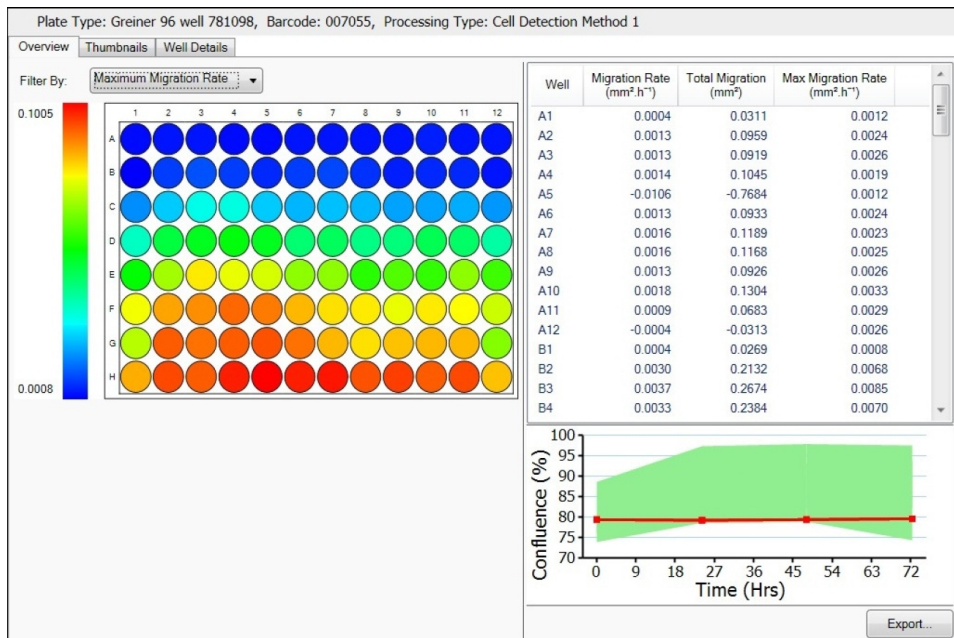 Plate Type: Greiner 96 well 781098, Barcode: 007055, Processing Type: Cell Detection Method 1
Overview Thumbnails Well Details
Filter By: Maximum Migration Rate
0.1005
0.0008
1 2 3 4 5 6 7 8 9 10 11 12
A
B
C
D
E
F
G
H
Well Migration Rate (mm².h⁻¹) Total Migration (mm²) Max Migration Rate (mm².h⁻¹)
A1 0.0004 0.0311 0.0012
A2 0.0013 0.0959 0.0024
A3 0.0013 0.0919 0.0026
A4 0.0014 0.1045 0.0019
A5 -0.0106 -0.7684 0.0012
A6 0.0013 0.0933 0.0024
A7 0.0016 0.1189 0.0023
A8 0.0016 0.1168 0.0025
A9 0.0013 0.0926 0.0026
A10 0.0018 0.1304 0.0033
A11 0.0009 0.0683 0.0029
A12 -0.0004 -0.0313 0.0026
B1 0.0004 0.0269 0.0008
B2 0.0030 0.2132 0.0068
B3 0.0037 0.2674 0.0085
B4 0.0033 0.2384 0.0070
Confluence (%)
100
95
90
85
80
75
70
0 9 18 27 36 45 54 63 72
Time (Hrs)
Export...